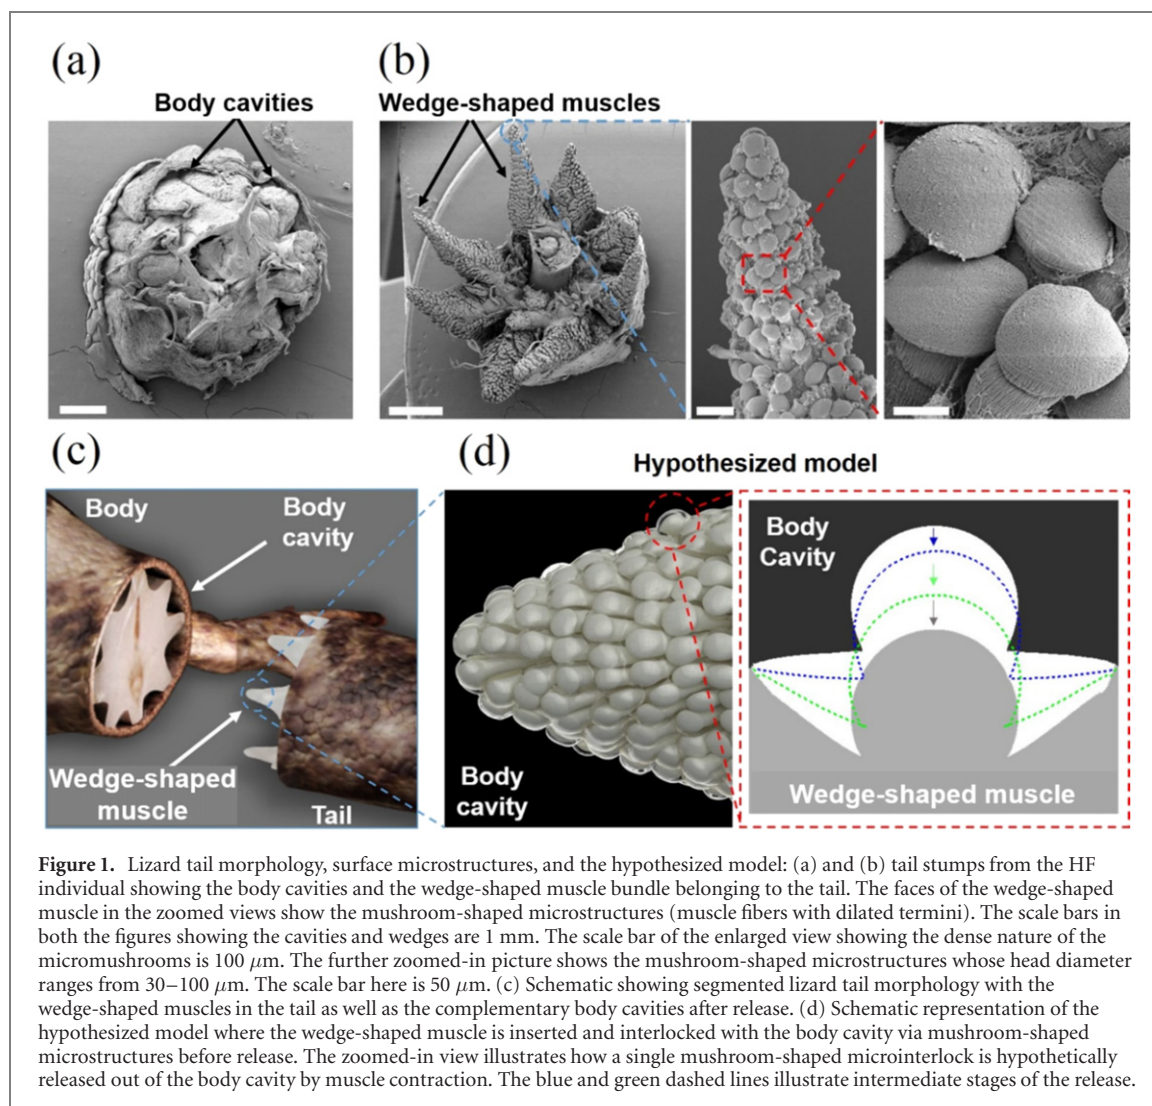 (a)
(b)
Body cavities
Wedge-shaped muscles
(c)
(d)
Hypothesized model
Body
Body
cavity
Wedge-shaped
muscle
Tail
Body
cavity
Body
Cavity
Wedge-shaped muscle
Figure 1. Lizard tail morphology, surface microstructures, and the hypothesized model: (a) and (b) tail stumps from the HF
individual showing the body cavities and the wedge-shaped muscle bundle belonging to the tail. The faces of the wedge-shaped
muscle in the zoomed views show the mushroom-shaped microstructures (muscle fibers with dilated termini). The scale bars in
both the figures showing the cavities and wedges are 1 mm. The scale bar of the enlarged view showing the dense nature of the
micromushrooms is 100 μm. The further zoomed-in picture shows the mushroom-shaped microstructures whose head diameter
ranges from 30–100 μm. The scale bar here is 50 μm. (c) Schematic showing segmented lizard tail morphology with the
wedge-shaped muscles in the tail as well as the complementary body cavities after release. (d) Schematic representation of the
hypothesized model where the wedge-shaped muscle is inserted and interlocked with the body cavity via mushroom-shaped
microstructures before release. The zoomed-in view illustrates how a single mushroom-shaped microinterlock is hypothetically
released out of the body cavity by muscle contraction. The blue and green dashed lines illustrate intermediate stages of the release.